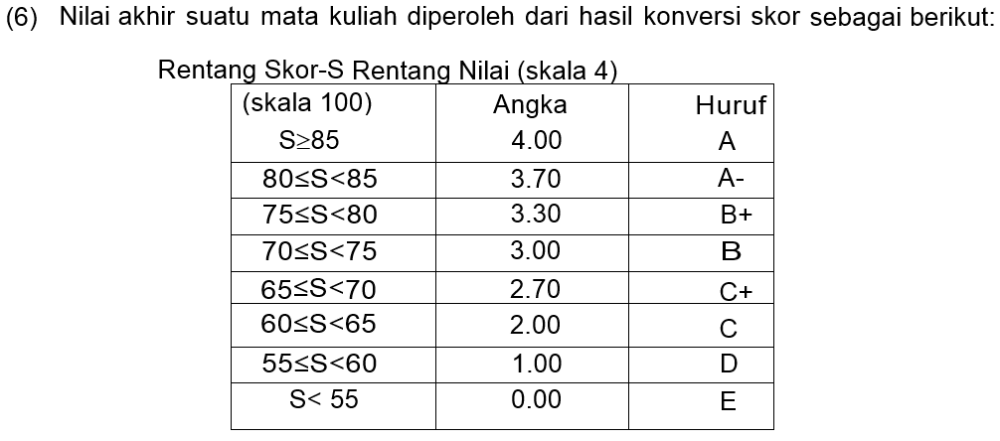 (6) Nilai akhir suatu mata kuliah diperoleh dari hasil konversi skor sebagai berikut:
Rentang Skor-S Rentang Nilai (skala 4)
(skala 100) Angka Huruf
S≥85 4.00 A
80≤S<85 3.70 A-
75≤S<80 3.30 B+
70≤S<75 3.00 B
65≤S<70 2.70 C+
60≤S<65 2.00 C
55≤S<60 1.00 D
S< 55 0.00 E